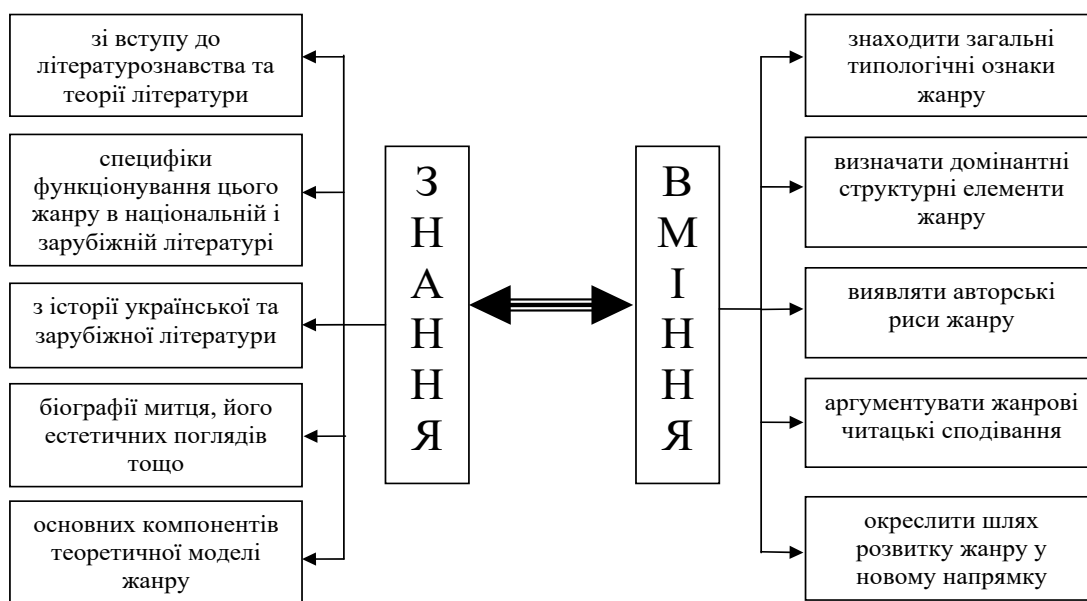 зі вступу до
літературознавства та
теорії літератури
специфіки
функціонування цього
жанру в національній і
зарубіжній літературі
з історії української та
зарубіжної літератури
біографії митця, його
естетичних поглядів
тощо
основних компонентів
теоретичної моделі
жанру
З
Н
А
Н
Н
Я
В
М
І
Н
Н
Я
знаходити загальні
типологічні ознаки
жанру
визначати домінантні
структурні елементи
жанру
виявляти авторські
риси жанру
аргументувати жанрові
читацькі сподівання
окреслити шлях
розвитку жанру у
новому напрямку